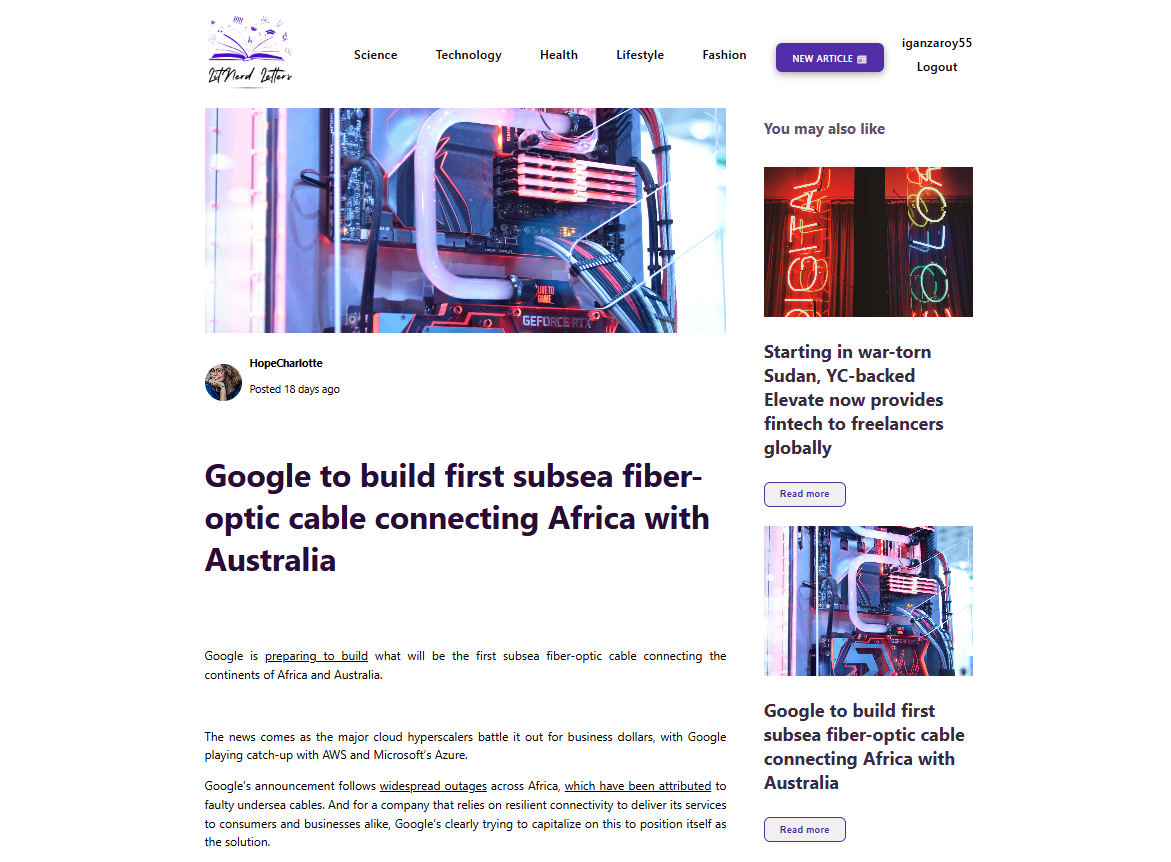 LitNerd Letters
Science
Technology
Health
Lifestyle
Fashion
NEW ARTICLE
iganzaroy55
Logout
LIVE TO
GAME
GEFORCE RTX
HopeCharlotte
Posted 18 days ago
Google to build first subsea fiber-
optic cable connecting Africa with
Australia
Google is preparing to build what will be the first subsea fiber-optic cable connecting the
continents of Africa and Australia.
The news comes as the major cloud hyperscalers battle it out for business dollars, with Google
playing catch-up with AWS and Microsoft’s Azure.
Google’s announcement follows widespread outages across Africa, which have been attributed to
faulty undersea cables. And for a company that relies on resilient connectivity to deliver its services
to consumers and businesses alike, Google’s clearly trying to capitalize on this to position itself as
the solution.
You may also like
DIGITAL
Starting in war-torn
Sudan, YC-backed
Elevate now provides
fintech to freelancers
globally
Read more
Google to build first
subsea fiber-optic cable
connecting Africa with
Australia
Read more